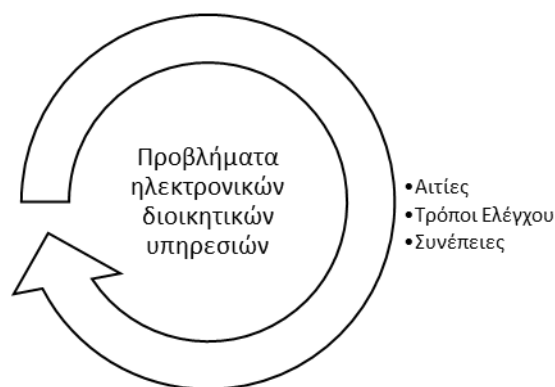 Προβλήματα
ηλεκτρονικών
διοικητικών
υπηρεσιών
•Αιτίες
•Τρόποι Ελέγχου
•Συνέπειες